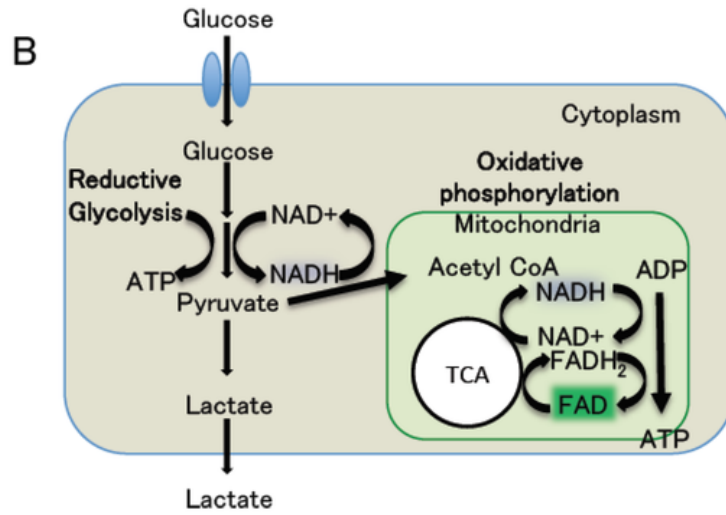 Glucose
B
Cytoplasm
Glucose
Oxidative
phosphorylation
Reductive
Glycolysis
NAD+
Mitochondria
ATP
NADH
Acetyl CoA
ADP
NADH
Pyruvate
NAD+
FADH₂
TCA
FAD
Lactate
ATP
Lactate